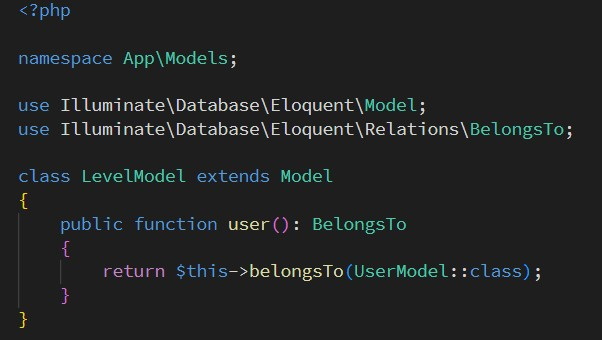 <?php
namespace App\Models;
use Illuminate\Database\Eloquent\Model;
use Illuminate\Database\Eloquent\Relations\BelongsTo;
class LevelModel extends Model
{
    public function user(): BelongsTo
    {
        return $this->belongsTo(UserModel::class);
    }
}